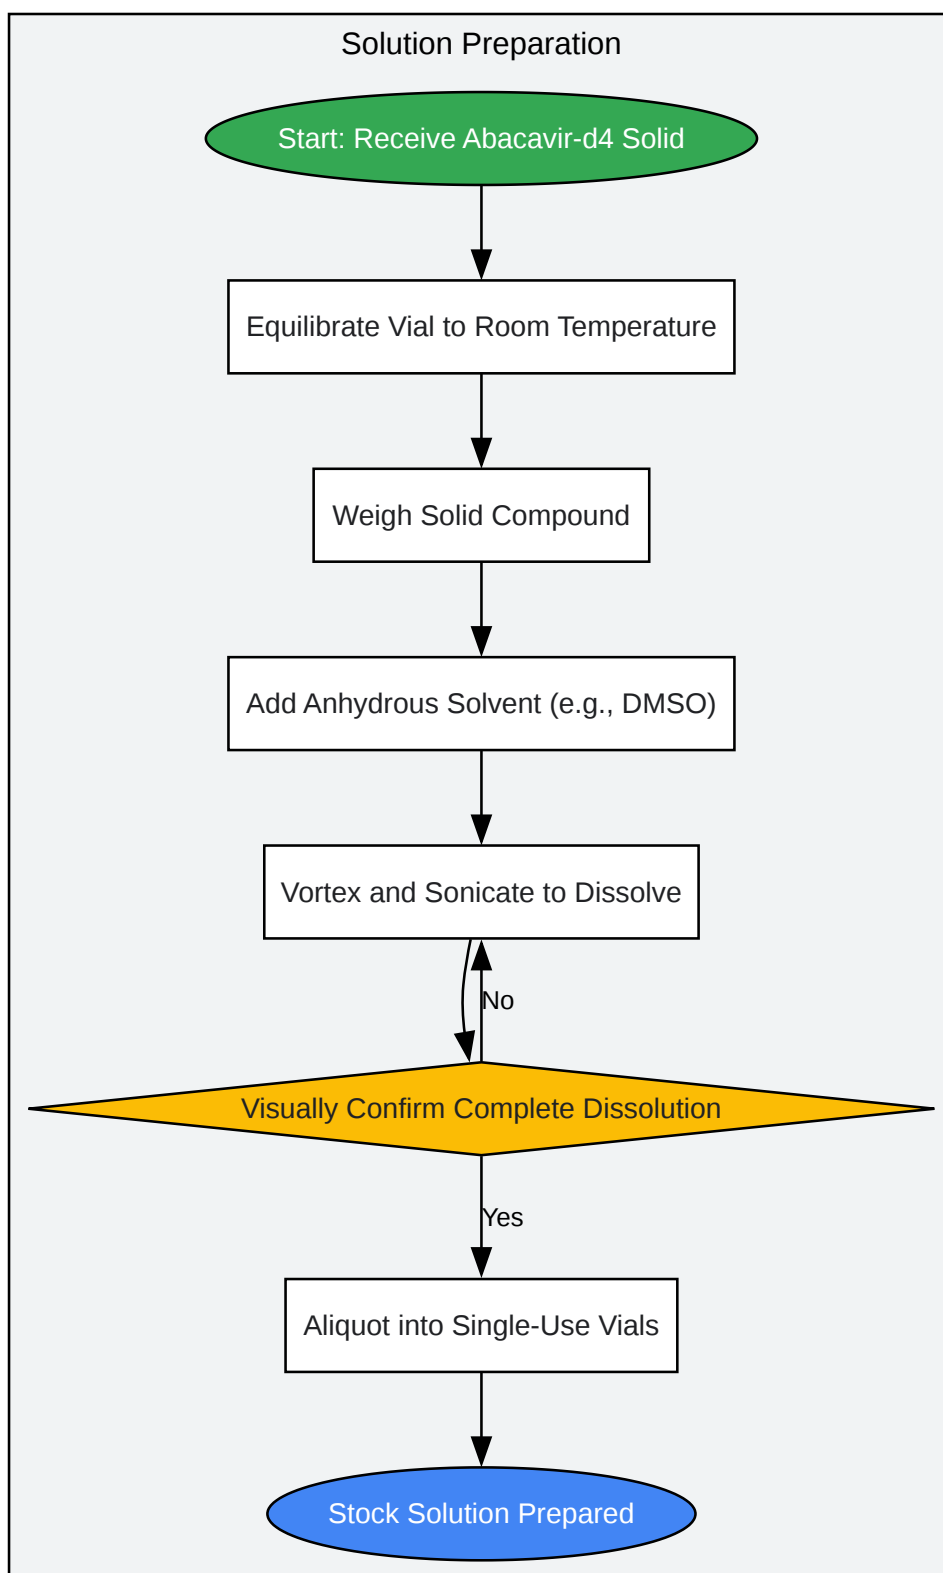 Solution Preparation
Start: Receive Abacavir-d4 Solid
Equilibrate Vial to Room Temperature
Weigh Solid Compound
Add Anhydrous Solvent (e.g., DMSO)
Vortex and Sonicate to Dissolve
No
Visually Confirm Complete Dissolution
Yes
Aliquot into Single-Use Vials
Stock Solution Prepared